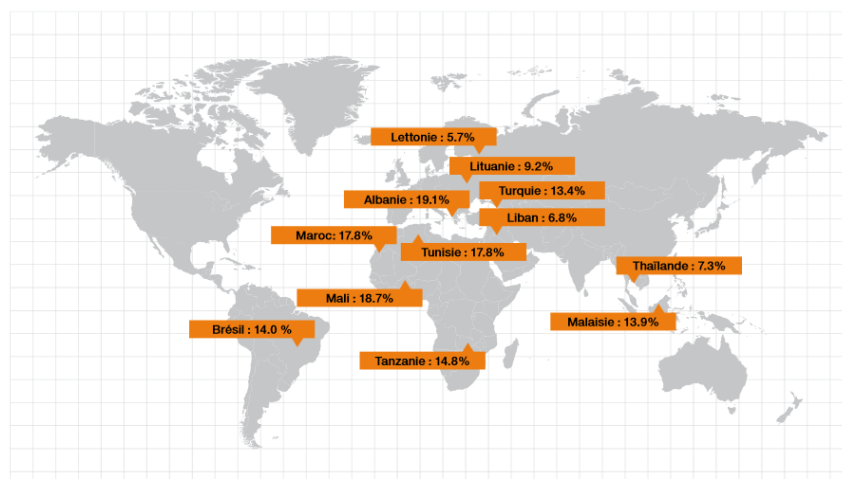 Lettonie : 5.7%
Lituanie : 9.2%
Turquie : 13.4%
Albanie : 19.1%
Liban : 6.8%
Maroc: 17.8%
Tunisie : 17.8%
Thaïlande : 7.3%
Mali : 18.7%
Malaisie : 13.9%
Brésil : 14.0 %
Tanzanie : 14.8%